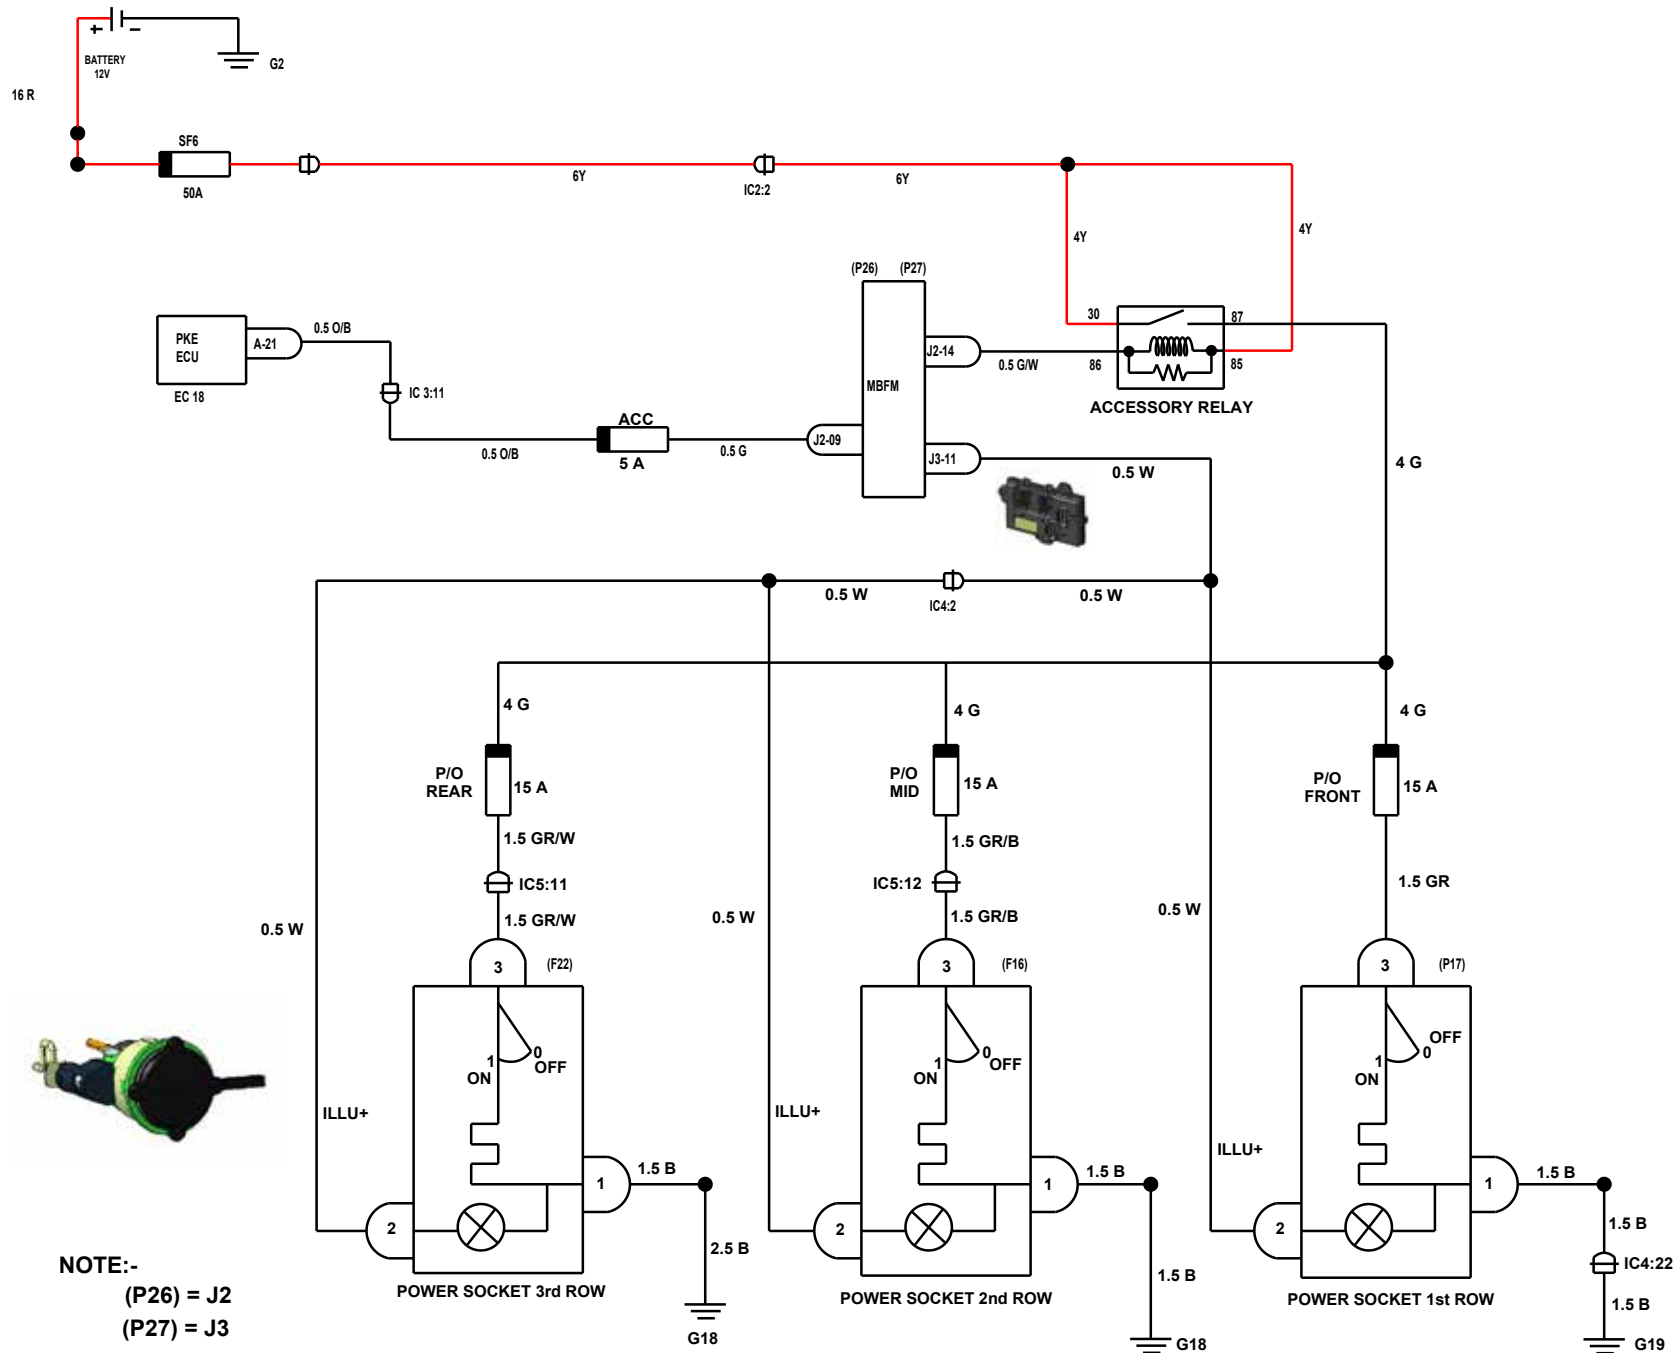 + –
BATTERY
12V
G2
16 R
SF6
50A
6Y
IC2:2
6Y
4Y
4Y
(P26) (P27)
PKE
ECU
A-21
EC 18
0.5 O/B
IC 3:11
0.5 O/B
ACC
5 A
0.5 G
J2-09
MBFM
J2-14
0.5 G/W
J3-11
0.5 W
30
87
86
85
ACCESSORY RELAY
4 G
0.5 W
IC4:2
0.5 W
4 G
4 G
4 G
P/O
REAR
15 A
P/O
MID
15 A
P/O
FRONT
15 A
1.5 GR/W
1.5 GR/B
1.5 GR
IC5:11
IC5:12
1.5 GR/W
1.5 GR/B
0.5 W
0.5 W
0.5 W
3
(F22)
3
(F16)
3
(P17)
1
ON
0
OFF
1
ON
0
OFF
1
ON
0
OFF
ILLU+
ILLU+
ILLU+
1
1.5 B
1
1.5 B
1
1.5 B
2
2
2
2.5 B
1.5 B
1.5 B
IC4:22
1.5 B
POWER SOCKET 3rd ROW
POWER SOCKET 2nd ROW
POWER SOCKET 1st ROW
G18
G18
G19
NOTE:-
(P26) = J2
(P27) = J3